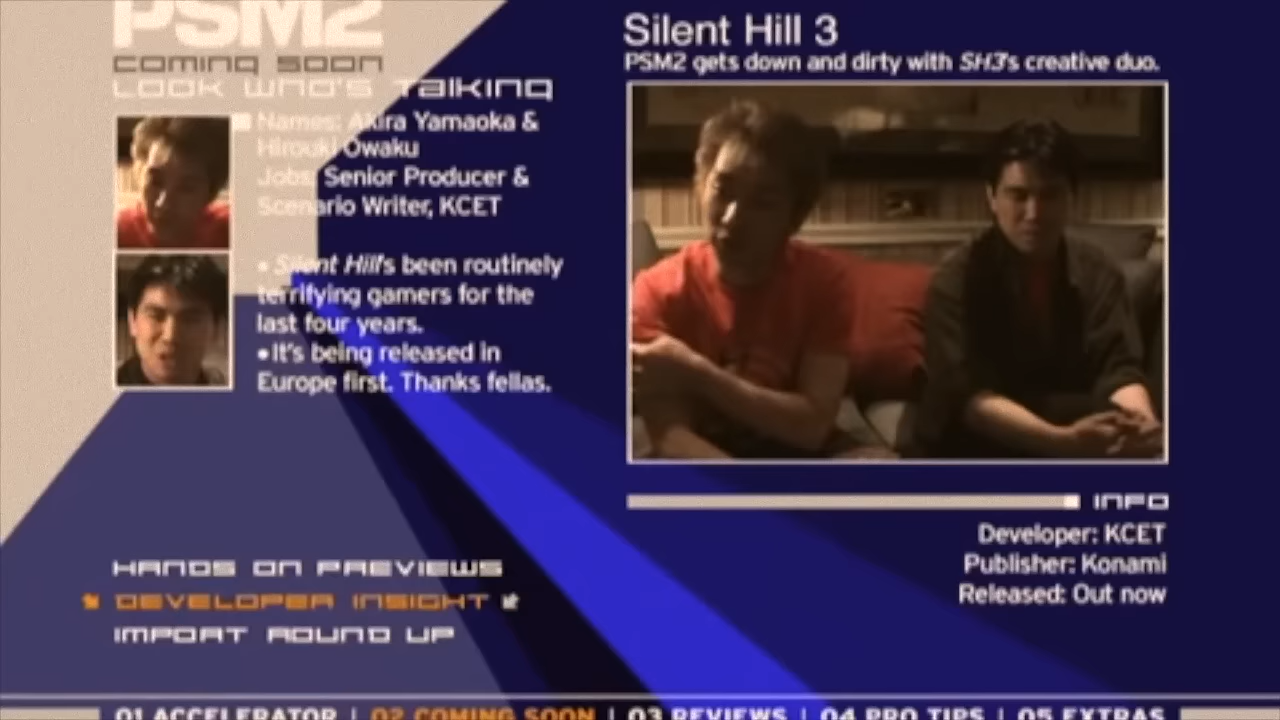 PSM2
coming soon
Look who's Talking
Names: Akira Yamaoka &
Hirouki Owaku
Jobs: Senior Producer &
Scenario Writer, KCET
• Silent Hill's been routinely
terrifying gamers for the
last four years.
• It's being released in
Europe first. Thanks fellas.
HANDS ON PREVIEWS
DEVELOPER INSIGHT
IMPORT ROUND UP
Silent Hill 3
PSM2 gets down and dirty with SH3's creative duo.
INFO
Developer: KCET
Publisher: Konami
Released: Out now
01 ACCELERATOR | 02 COMING SOON | 03 REVIEWS | 04 PRO TIPS | 05 EXTRAS